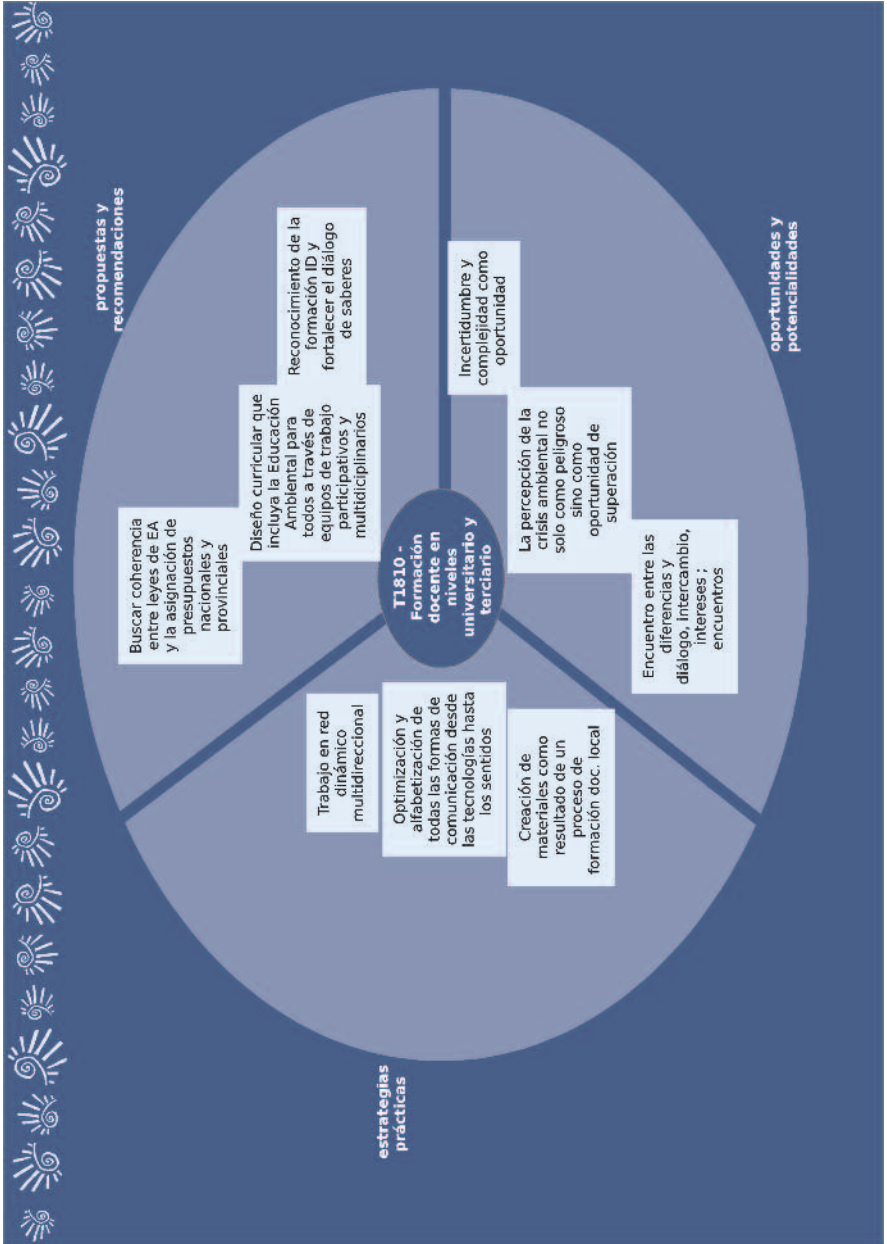 propuestas y
recomendaciones
Buscar coherencia
entre leyes de EA
y la asignación de
presupuestos
nacionales y
provinciales
Diseño curricular que
incluya la Educación
Ambiental para
todos a través de
equipos de trabajo
participativos y
multidiciplinarios
Reconocimiento de la
formación ID y
fortalecer el diálogo
de saberes
T1810 -
Formación
docente en
niveles
universitario y
terciario
estrategias
prácticas
Trabajo en red
dinámico
multidireccional
Optimización y
alfabetización de
todas las formas de
comunicación desde
las tecnologías hasta
los sentidos
Creación de
materiales como
resultado de un
proceso de
formación doc. local
oportunidades y
potencialidades
Incertidumbre y
complejidad como
oportunidad
La percepción de la
crisis ambiental no
solo como peligroso
sino como
oportunidad de
superación
Encuentro entre las
diferencias y
diálogo, intercambio,
intereses ;
encuentros